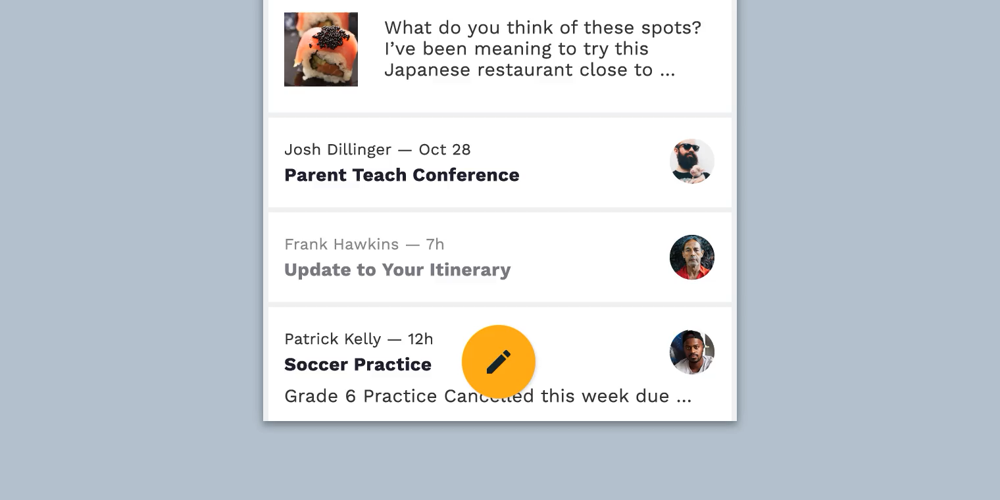 What do you think of these spots?
I’ve been meaning to try this
Japanese restaurant close to ...
Josh Dillinger — Oct 28
Parent Teach Conference
Frank Hawkins — 7h
Update to Your Itinerary
Patrick Kelly — 12h
Soccer Practice
Grade 6 Practice Cancelled this week due ...